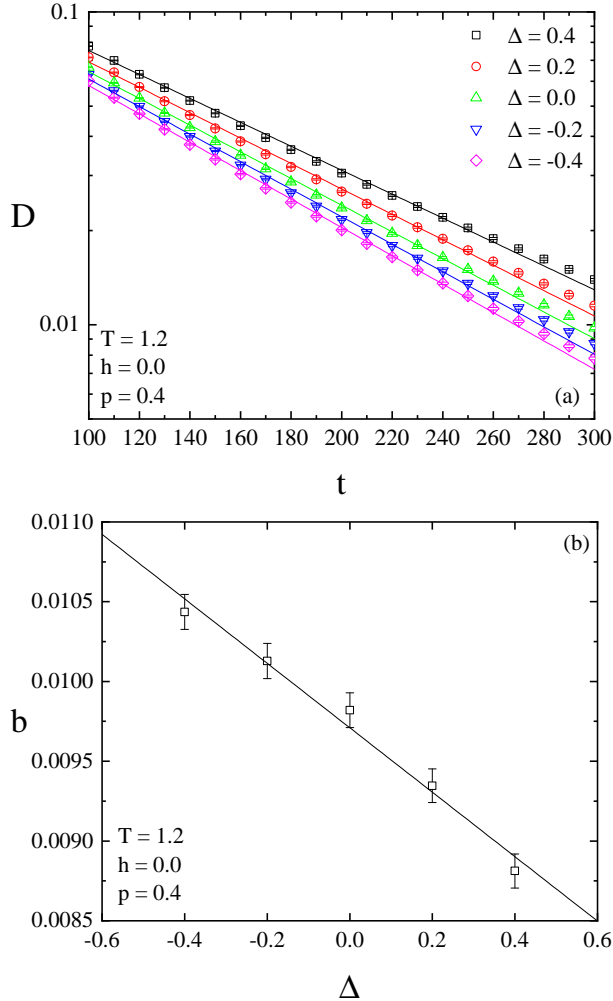 0.1
Δ = 0.4
Δ = 0.2
Δ = 0.0
Δ = -0.2
Δ = -0.4
D
0.01
T = 1.2
h = 0.0
p = 0.4
(a)
100 120 140 160 180 200 220 240 260 280 300
t
0.0110
(b)
0.0105
0.0100
b
0.0095
0.0090
T = 1.2
h = 0.0
p = 0.4
0.0085
-0.6 -0.4 -0.2 0.0 0.2 0.4 0.6
Δ